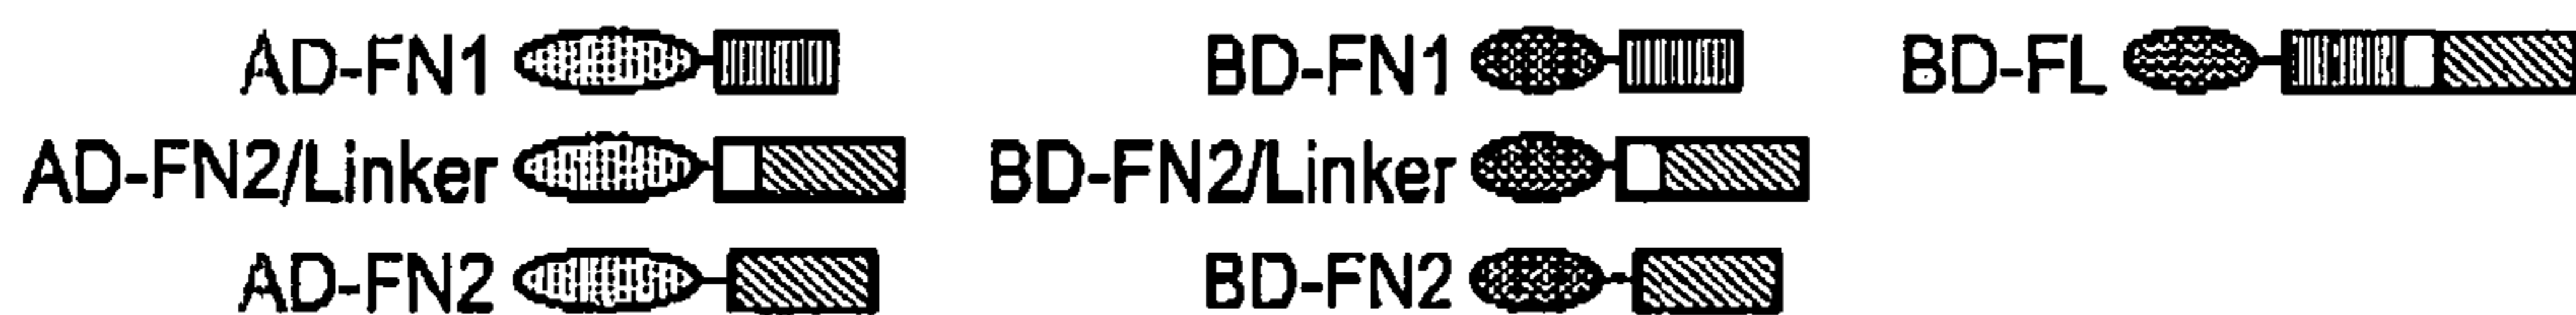 AD-FN1 BD-FN1 BD-FL
AD-FN2/Linker BD-FN2/Linker
AD-FN2 BD-FN2